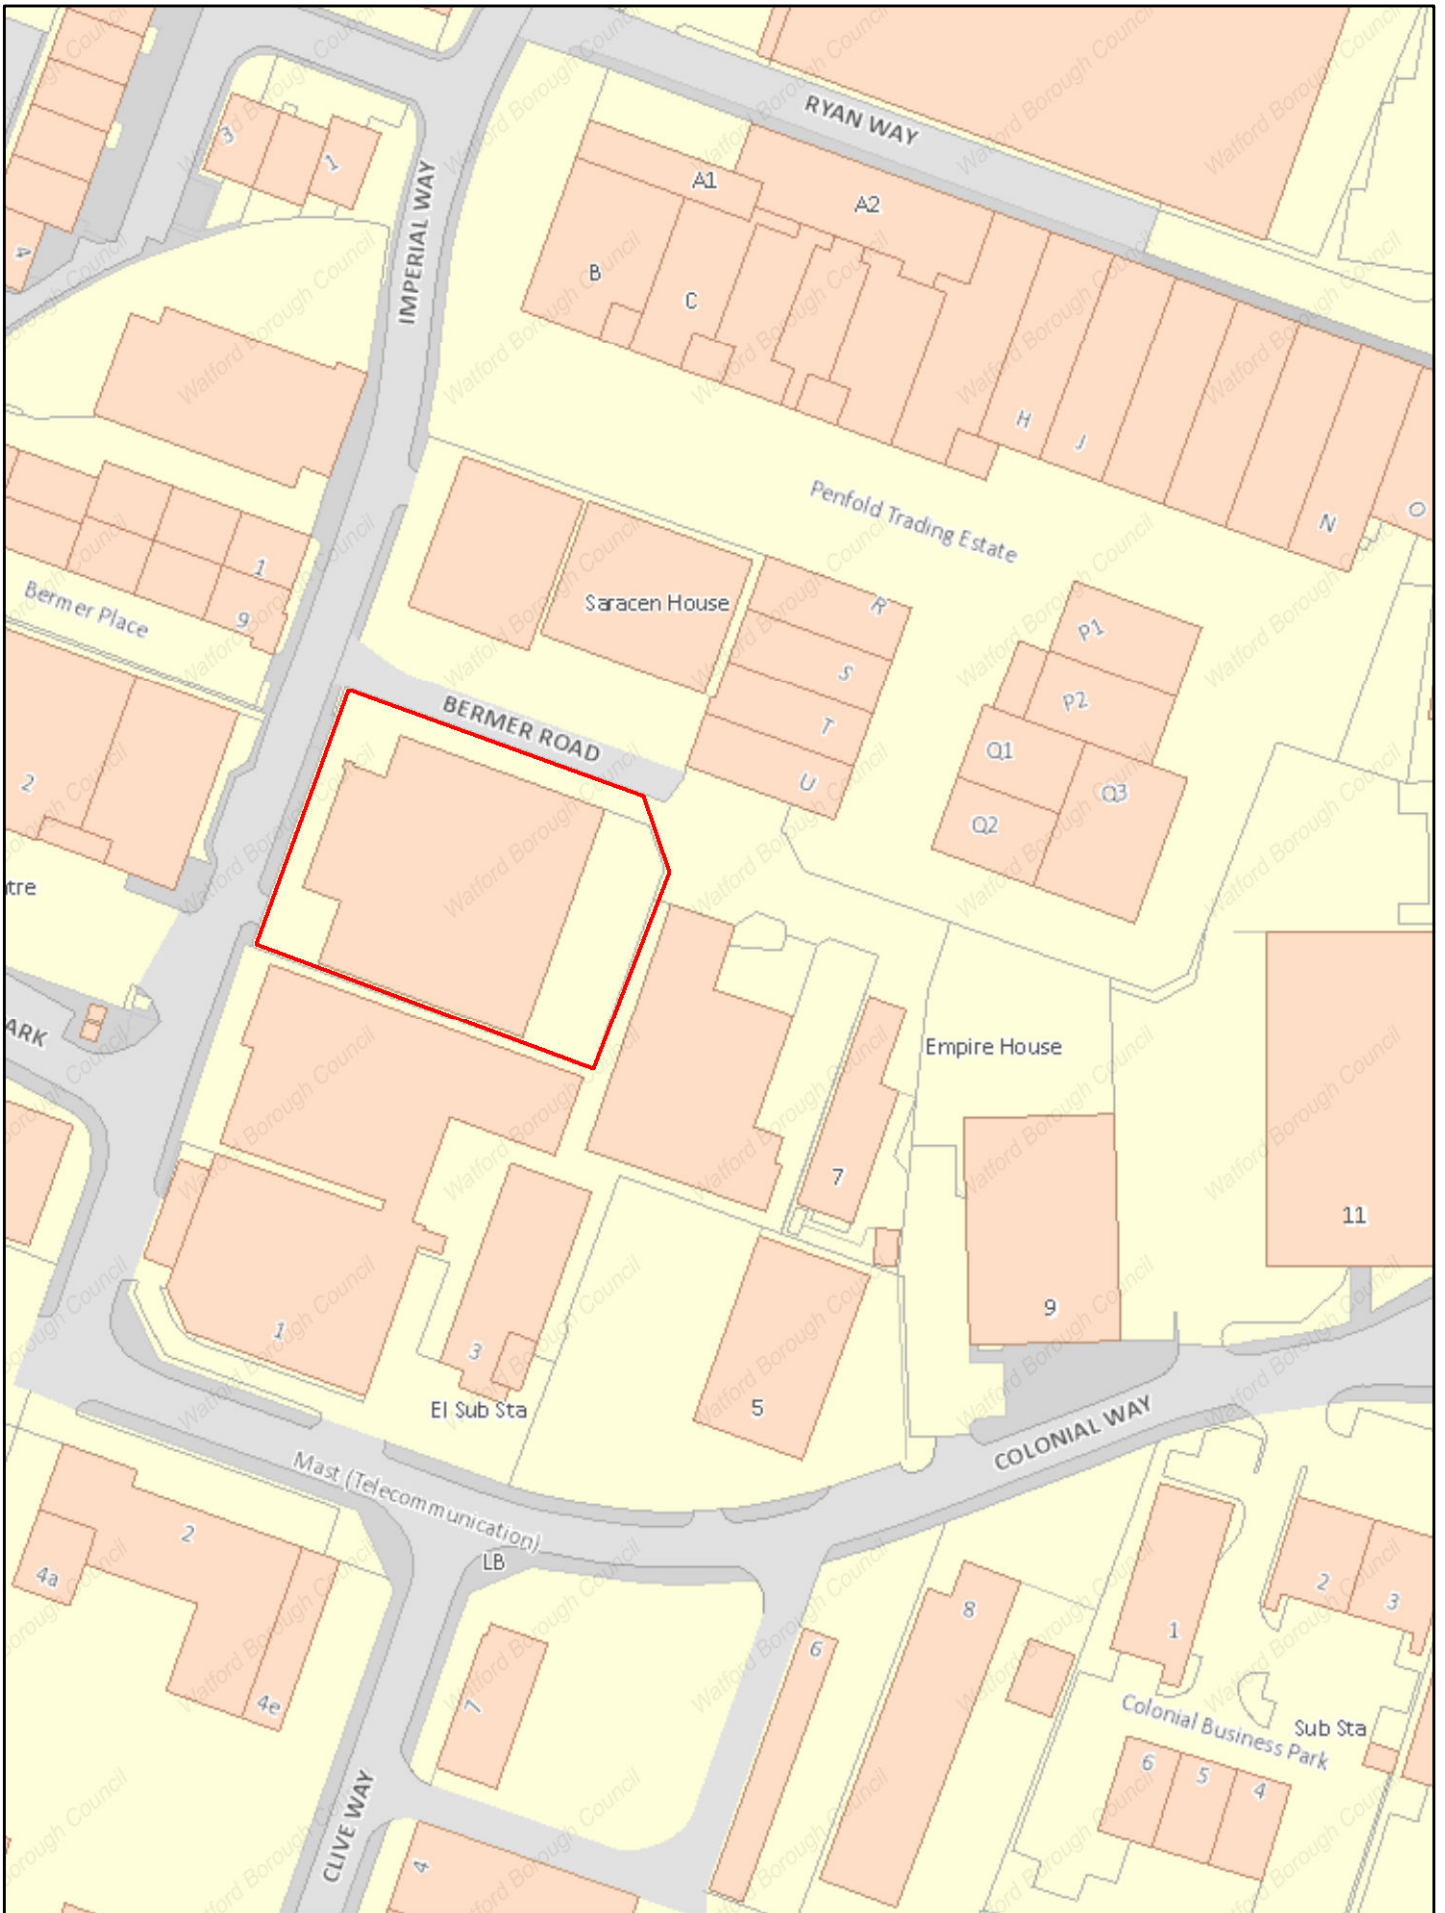 RYAN WAY
3
1
IMPERIAL WAY
A1
A2
4
B
C
H
J
N
O
Penfold Trading Estate
1
9
Bermer Place
Saracen House
R
S
T
U
P1
P2
Q1
Q2
Q3
BERMER ROAD
2
tre
ARK
Empire House
7
11
9
1
3
5
El Sub Sta
COLONIAL WAY
Mast (Telecommunication)
LB
2
4a
4e
7
6
8
1
2
3
Colonial Business Park
Sub Sta
6
5
4
CLIVE WAY
4
Watford Borough Council